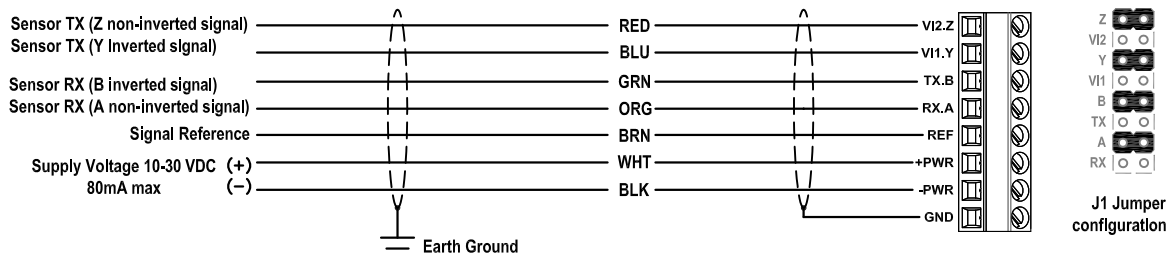 Sensor TX (Z non-inverted signal) RED VI2.Z
Sensor TX (Y Inverted signal) BLU VI1.Y
Sensor RX (B inverted signal) GRN TX.B
Sensor RX (A non-inverted signal) ORG RX.A
Signal Reference BRN REF
Supply Voltage 10-30 VDC (+) WHT +PWR
80mA max (−) BLK -PWR
GND
Earth Ground
Z
VI2
Y
VI1
B
TX
A
RX
J1 Jumper
configuration